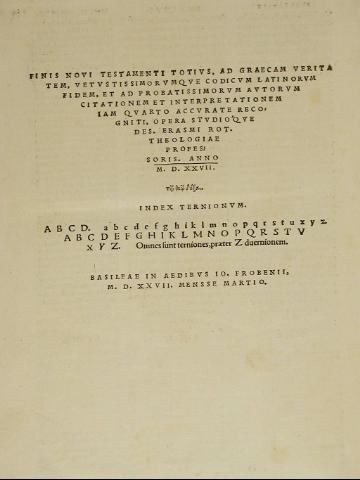 FINIS NOVI TESTAMENTI TOTIVS, AD GRAECAM VERITA
TEM, VETVSTISSIMORVMQVE CODICVM LATINORVM
FIDEM, ET AD PROBATISSIMORVM AVTORVM
CITATIONEM ET INTERPRETATIONEM
IAM QVARTO ACCVRATE RECO,
GNITI, OPERA STVDIOQVE
DES. ERASMI ROT.
THEOLOGIAE
PROFES/
SORIS. ANNO
M. D. XXVII.
INDEX TERNIONVM.
A B C D. a b c d e f g h i k l m n o p q r s t u x y z.
A B C D E F G H I K L M N O P Q R S T V
X Y Z. Omnes sunt terniones, præter Z duernionem.
BASILEAE IN AEDIBVS IO. FROBENII,
M. D. XXVII. MENSSE MARTIO.